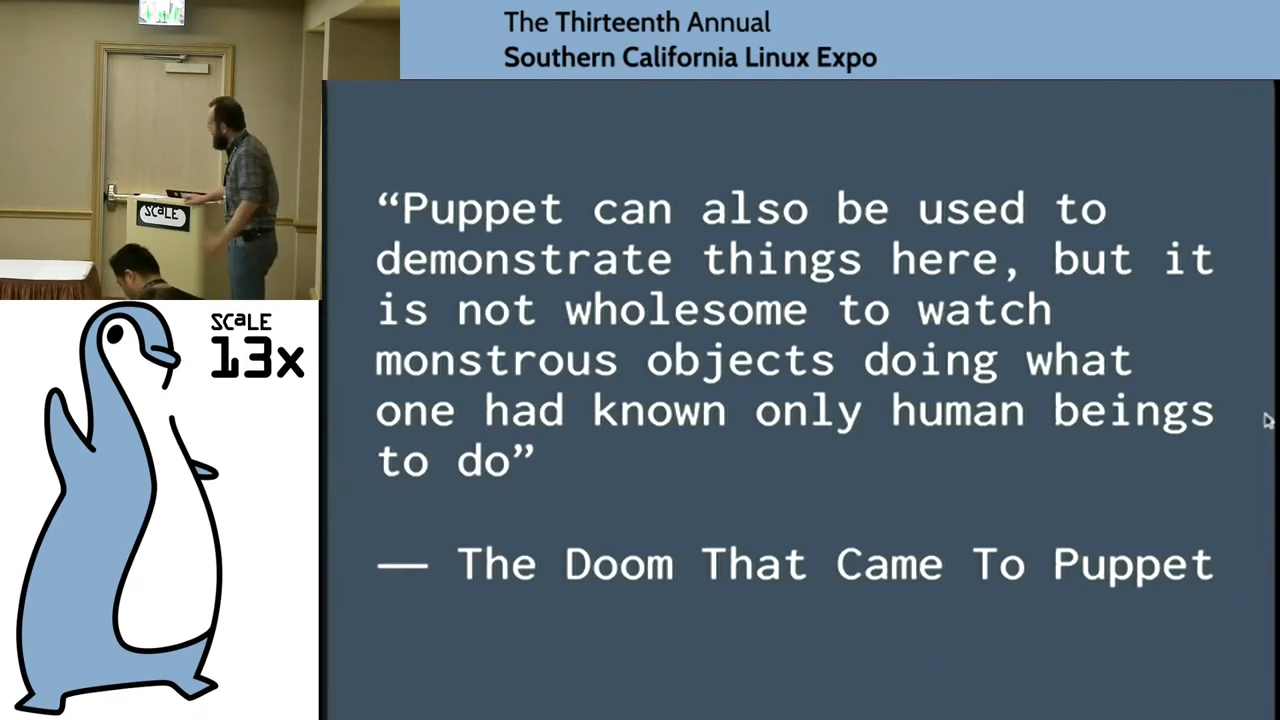 The Thirteenth Annual
Southern California Linux Expo
SCaLE
SCaLE
13x
“Puppet can also be used to
demonstrate things here, but it
is not wholesome to watch
monstrous objects doing what
one had known only human beings
to do”
— The Doom That Came To Puppet